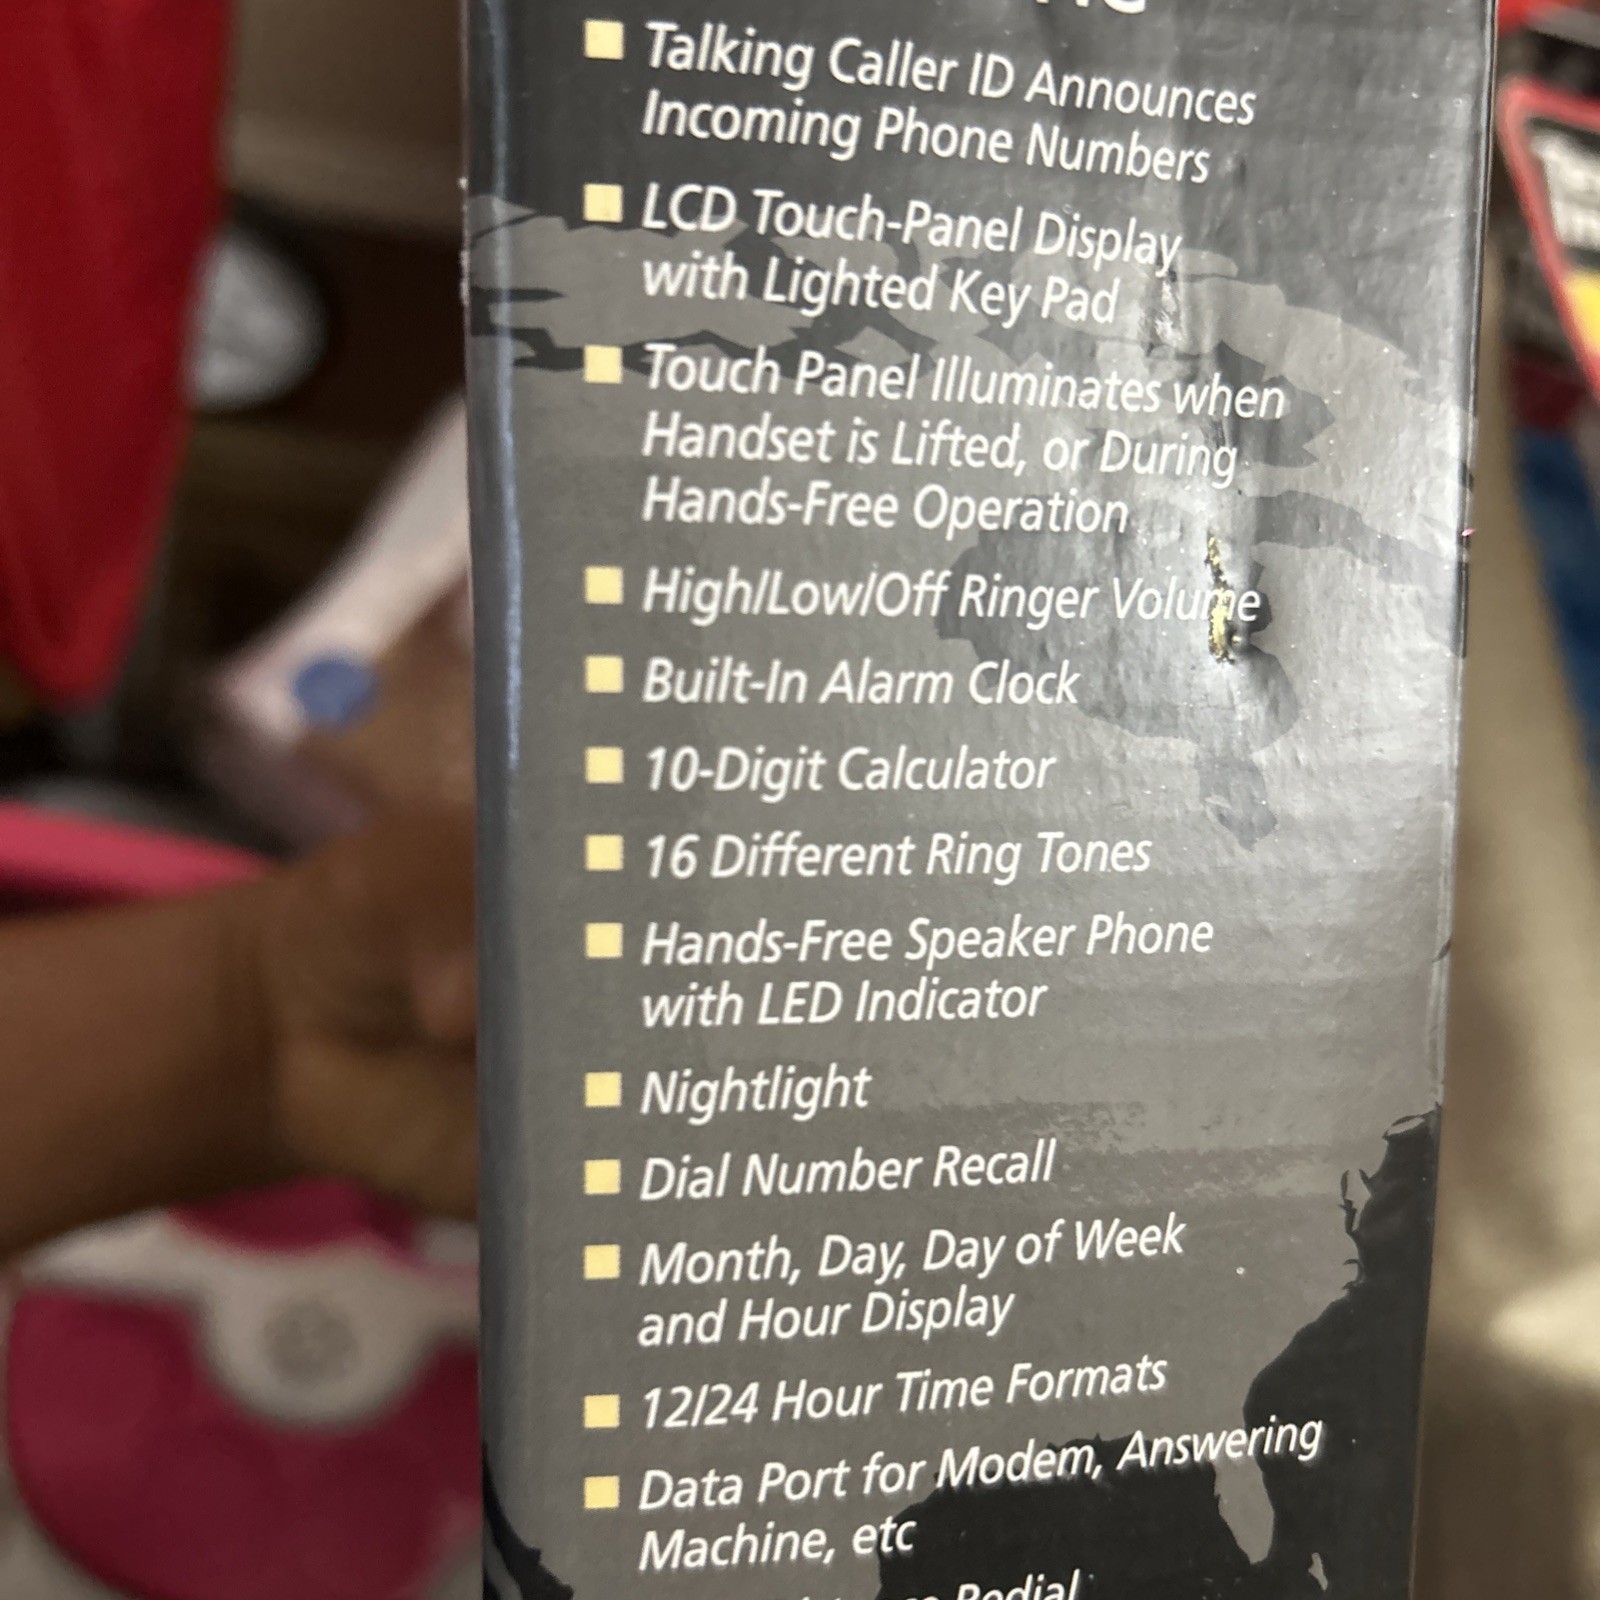 Talking Caller ID Announces
Incoming Phone Numbers
LCD Touch-Panel Display
with Lighted Key Pad
Touch Panel Illuminates when
Handset is Lifted, or During
Hands-Free Operation
High/Low/Off Ringer Volume
Built-In Alarm Clock
10-Digit Calculator
16 Different Ring Tones
Hands-Free Speaker Phone
with LED Indicator
Nightlight
Dial Number Recall
Month, Day, Day of Week
and Hour Display
12/24 Hour Time Formats
Data Port for Modem, Answering
Machine, etc
Redial